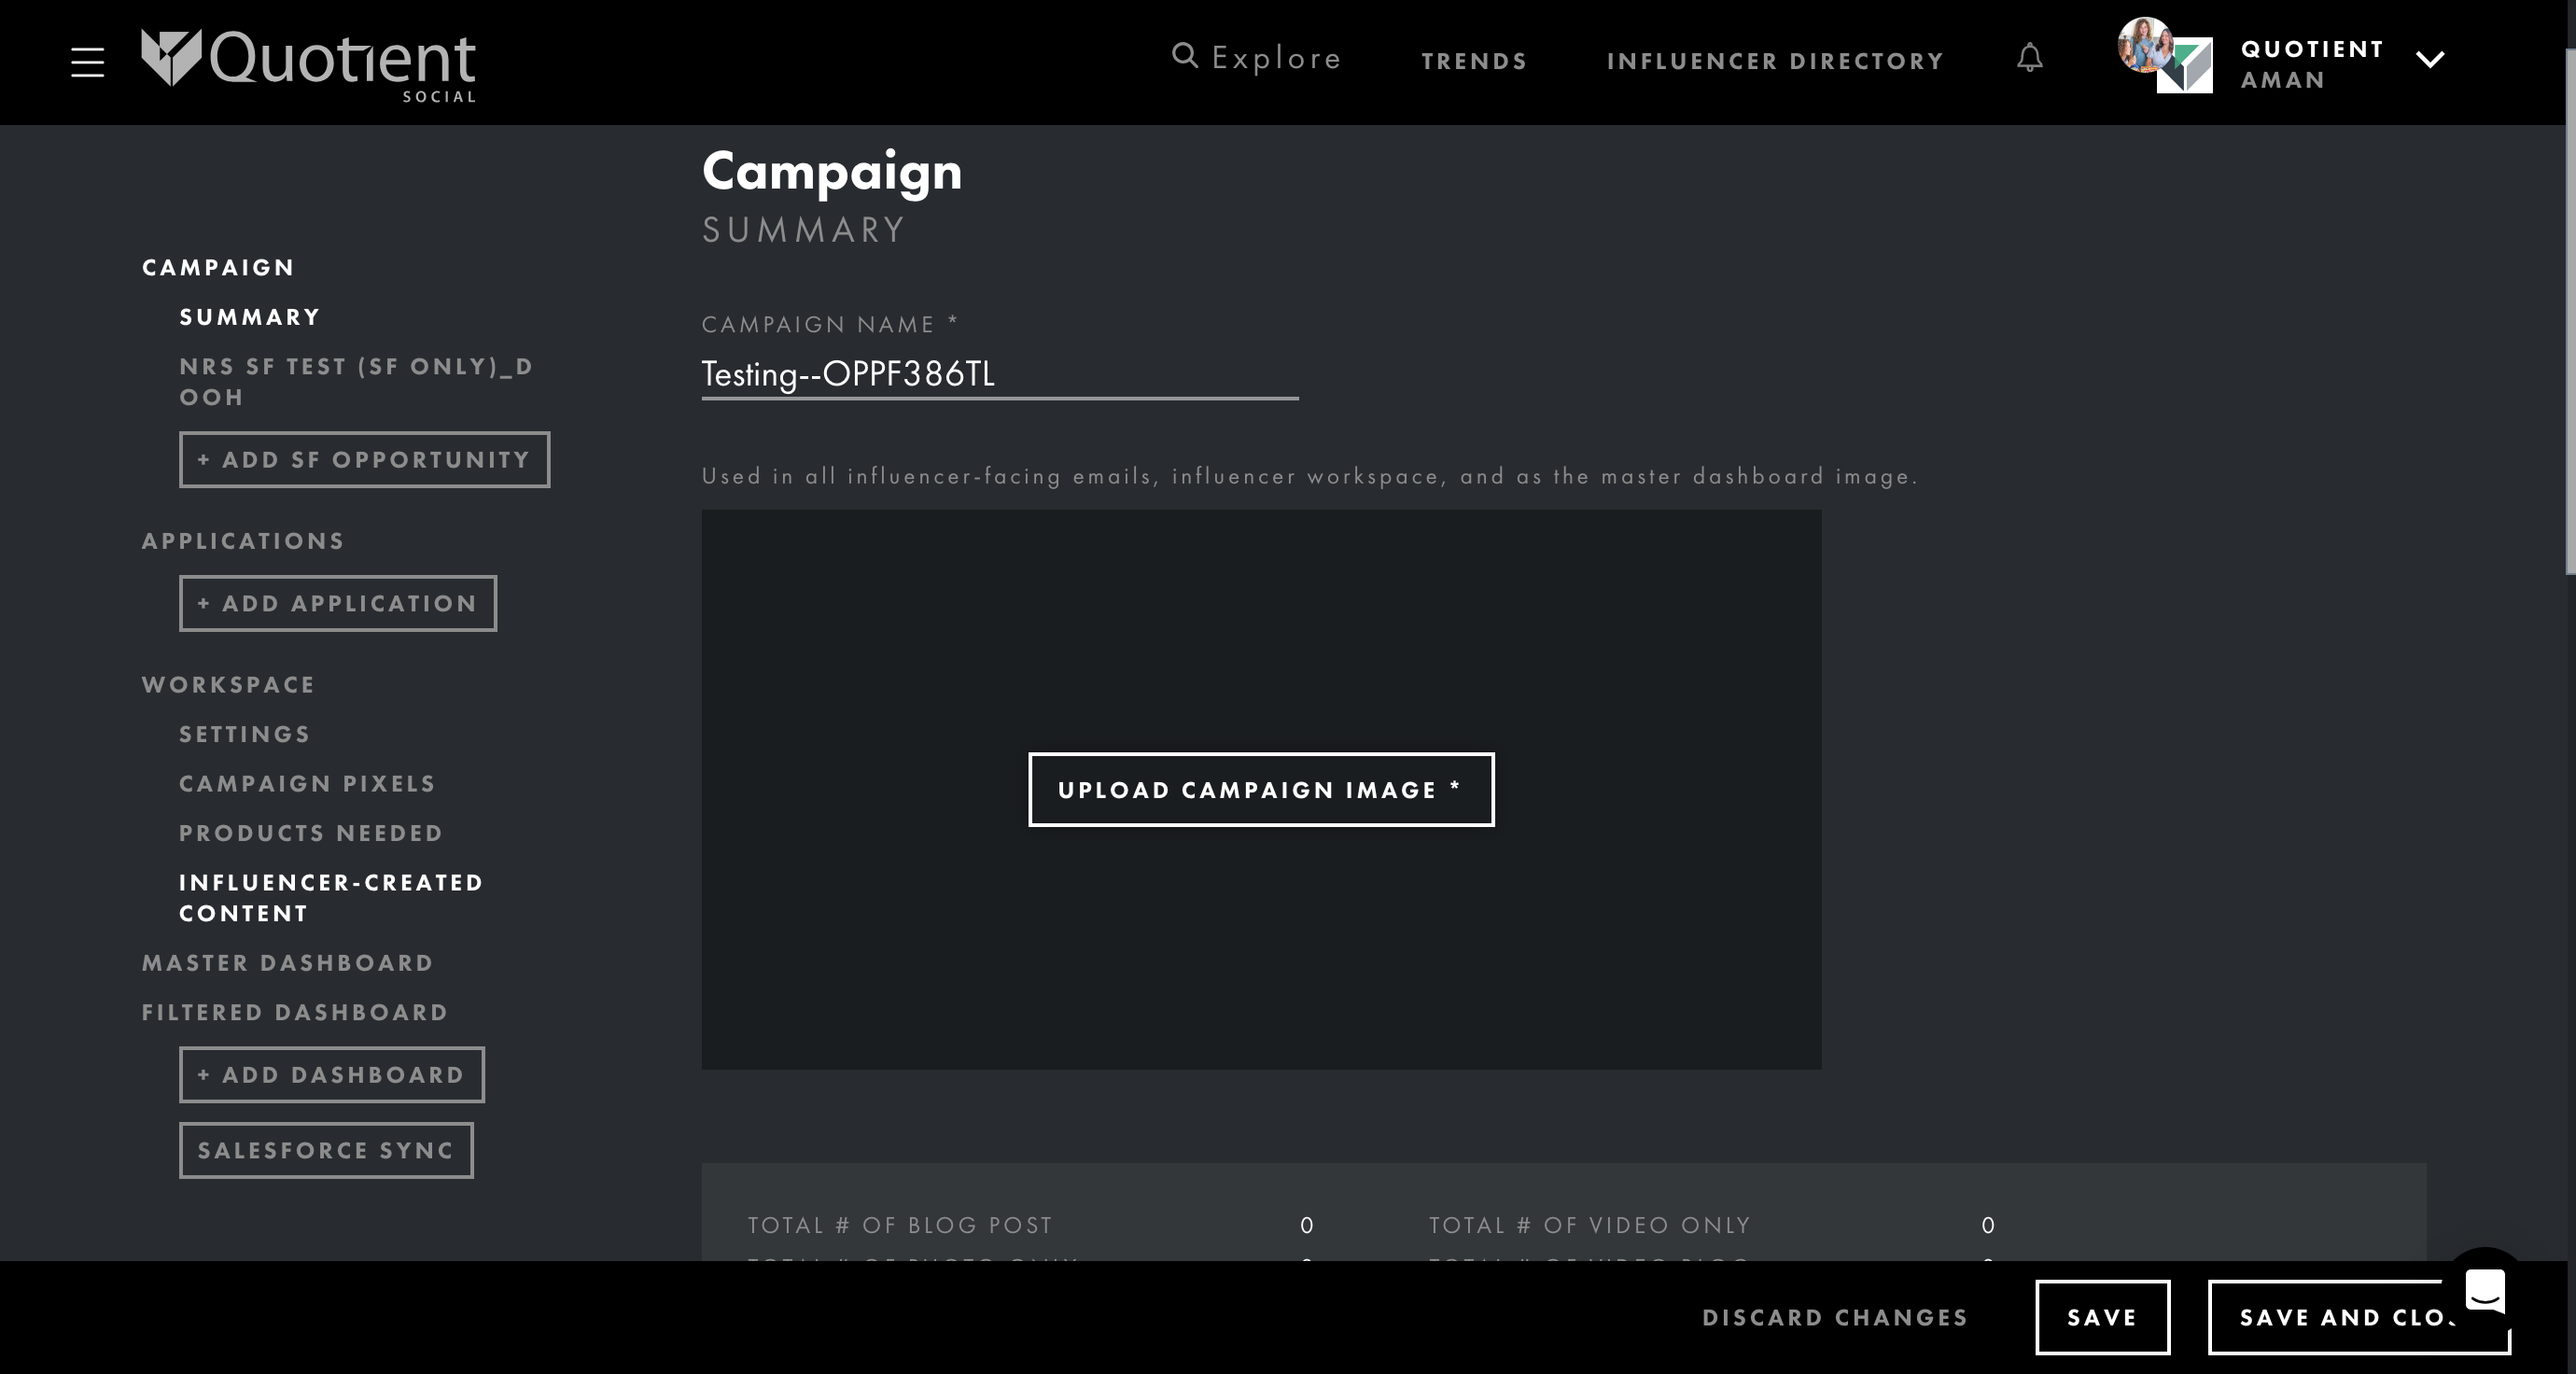 Quotient
SOCIAL
Explore
TRENDS
INFLUENCER DIRECTORY
QUOTIENT
AMAN
CAMPAIGN
SUMMARY
NRS SF TEST (SF ONLY)_D
OOH
+ ADD SF OPPORTUNITY
APPLICATIONS
+ ADD APPLICATION
WORKSPACE
SETTINGS
CAMPAIGN PIXELS
PRODUCTS NEEDED
INFLUENCER-CREATED
CONTENT
MASTER DASHBOARD
FILTERED DASHBOARD
+ ADD DASHBOARD
SALESFORCE SYNC
Campaign
SUMMARY
CAMPAIGN NAME *
Testing--OPPF386TL
Used in all influencer-facing emails, influencer workspace, and as the master dashboard image.
UPLOAD CAMPAIGN IMAGE *
TOTAL # OF BLOG POST 0 TOTAL # OF VIDEO ONLY 0
DISCARD CHANGES
SAVE
SAVE AND CLO